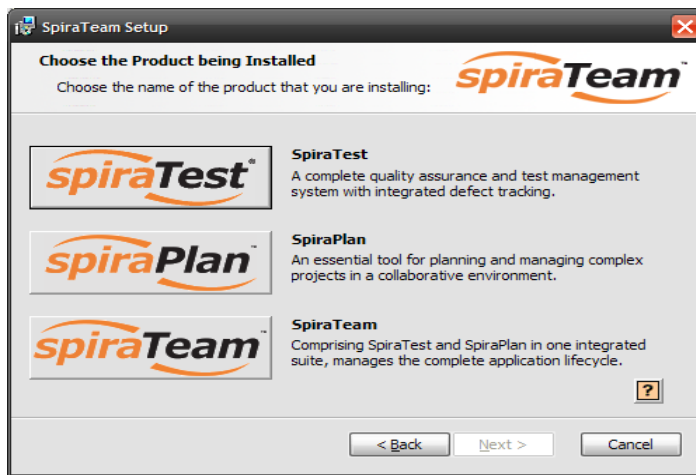 SpiraTeam Setup
Choose the Product being Installed
Choose the name of the product that you are installing:
spiraTeam™
spiraTest®
SpiraTest
A complete quality assurance and test management
system with integrated defect tracking.
spiraPlan™
SpiraPlan
An essential tool for planning and managing complex
projects in a collaborative environment.
spiraTeam™
SpiraTeam
Comprising SpiraTest and SpiraPlan in one integrated
suite, manages the complete application lifecycle.
?
< Back
Next >
Cancel